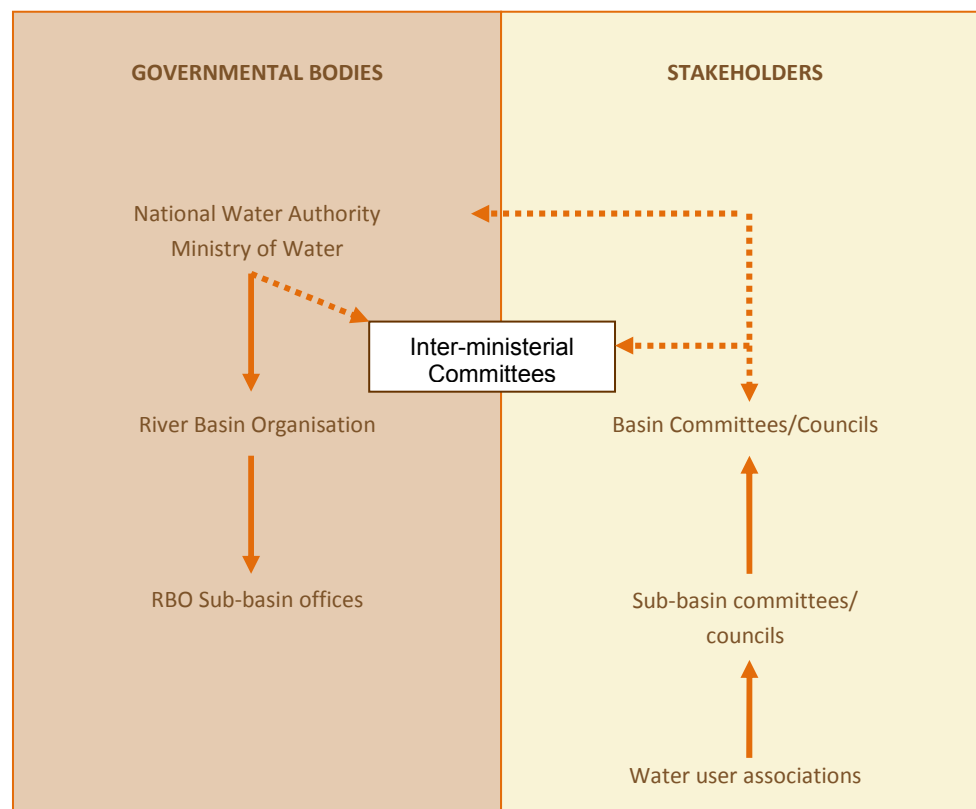 GOVERNMENTAL BODIES
STAKEHOLDERS
National Water Authority
Ministry of Water
Inter-ministerial
Committees
River Basin Organisation
Basin Committees/Councils
RBO Sub-basin offices
Sub-basin committees/
councils
Water user associations